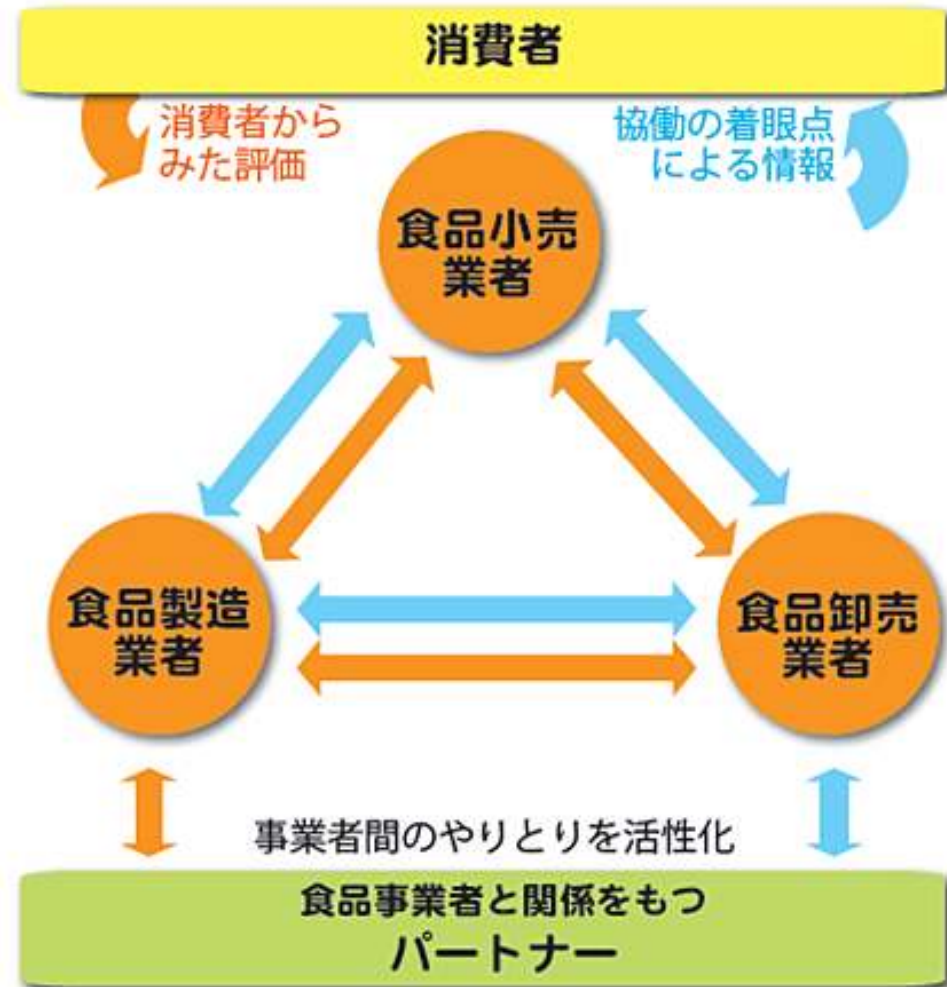 消費者
消費者から
みた評価
協働の着眼点
による情報
食品小売
業者
食品製造
業者
食品卸売
業者
事業者間のやりとりを活性化
食品事業者と関係をもつ
パートナー